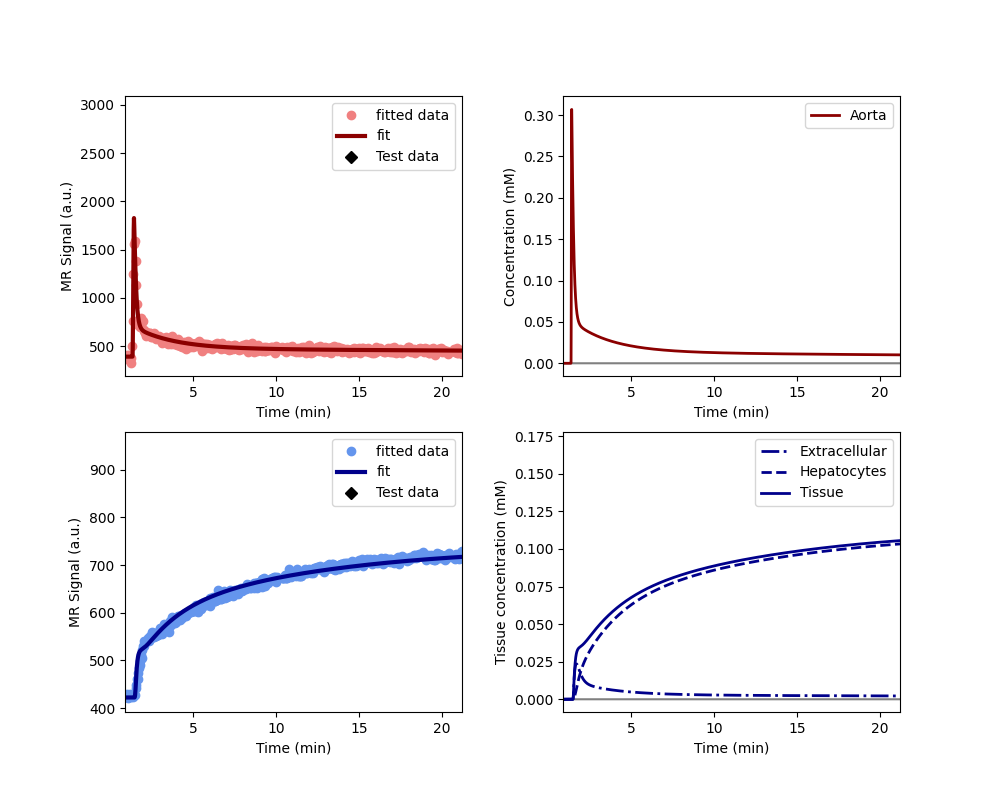 3000
2500
2000
1500
1000
500
MR Signal (a.u.)
fitted data
fit
Test data
5 10 15 20
Time (min)
0.30
0.25
0.20
0.15
0.10
0.05
0.00
Concentration (mM)
Aorta
5 10 15 20
Time (min)
900
800
700
600
500
400
MR Signal (a.u.)
fitted data
fit
Test data
5 10 15 20
Time (min)
0.175
0.150
0.125
0.100
0.075
0.050
0.025
0.000
Tissue concentration (mM)
Extracellular
Hepatocytes
Tissue
5 10 15 20
Time (min)